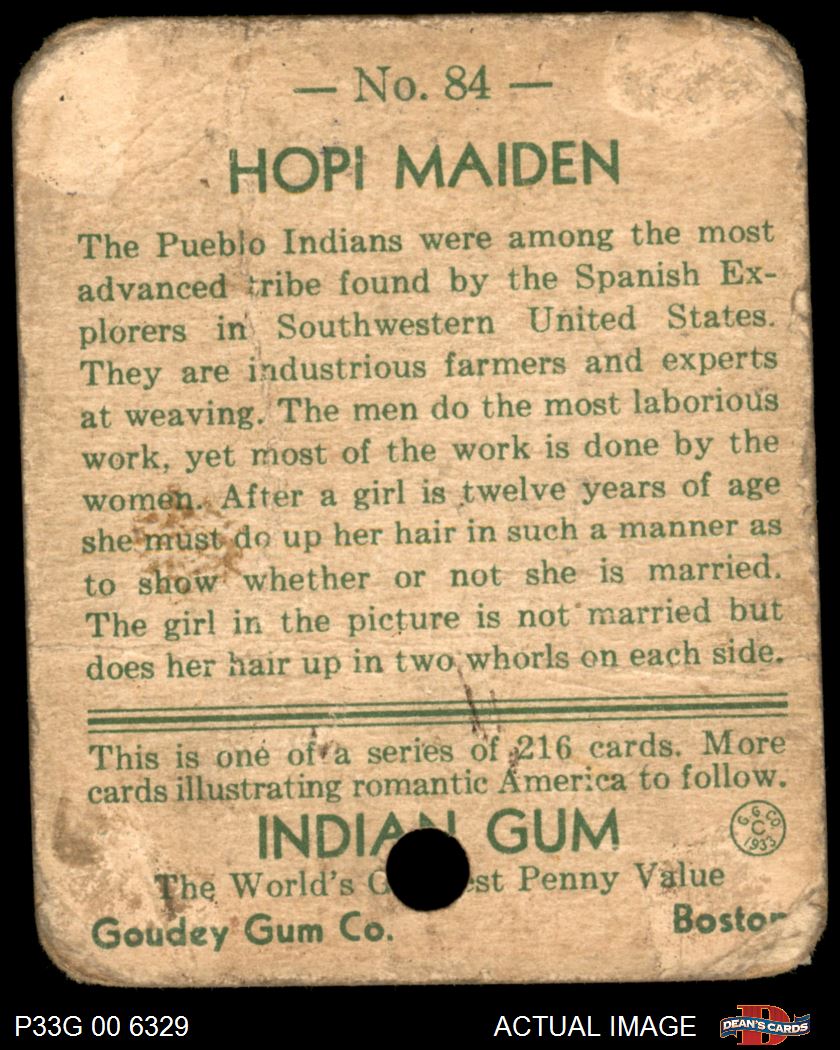 — No. 84 —
HOPI MAIDEN
The Pueblo Indians were among the most
advanced tribe found by the Spanish Ex-
plorers in Southwestern United States.
They are industrious farmers and experts
at weaving. The men do the most laborious
work, yet most of the work is done by the
women. After a girl is twelve years of age
she must do up her hair in such a manner as
to show whether or not she is married.
The girl in the picture is not married but
does her hair up in two whorls on each side.
This is one of a series of 216 cards. More
cards illustrating romantic America to follow.
INDIAN GUM
G. G. CO.
C
1933
The World's est Penny Value
Goudey Gum Co. Boston
P33G 00 6329 ACTUAL IMAGE DEAN'S CARDS